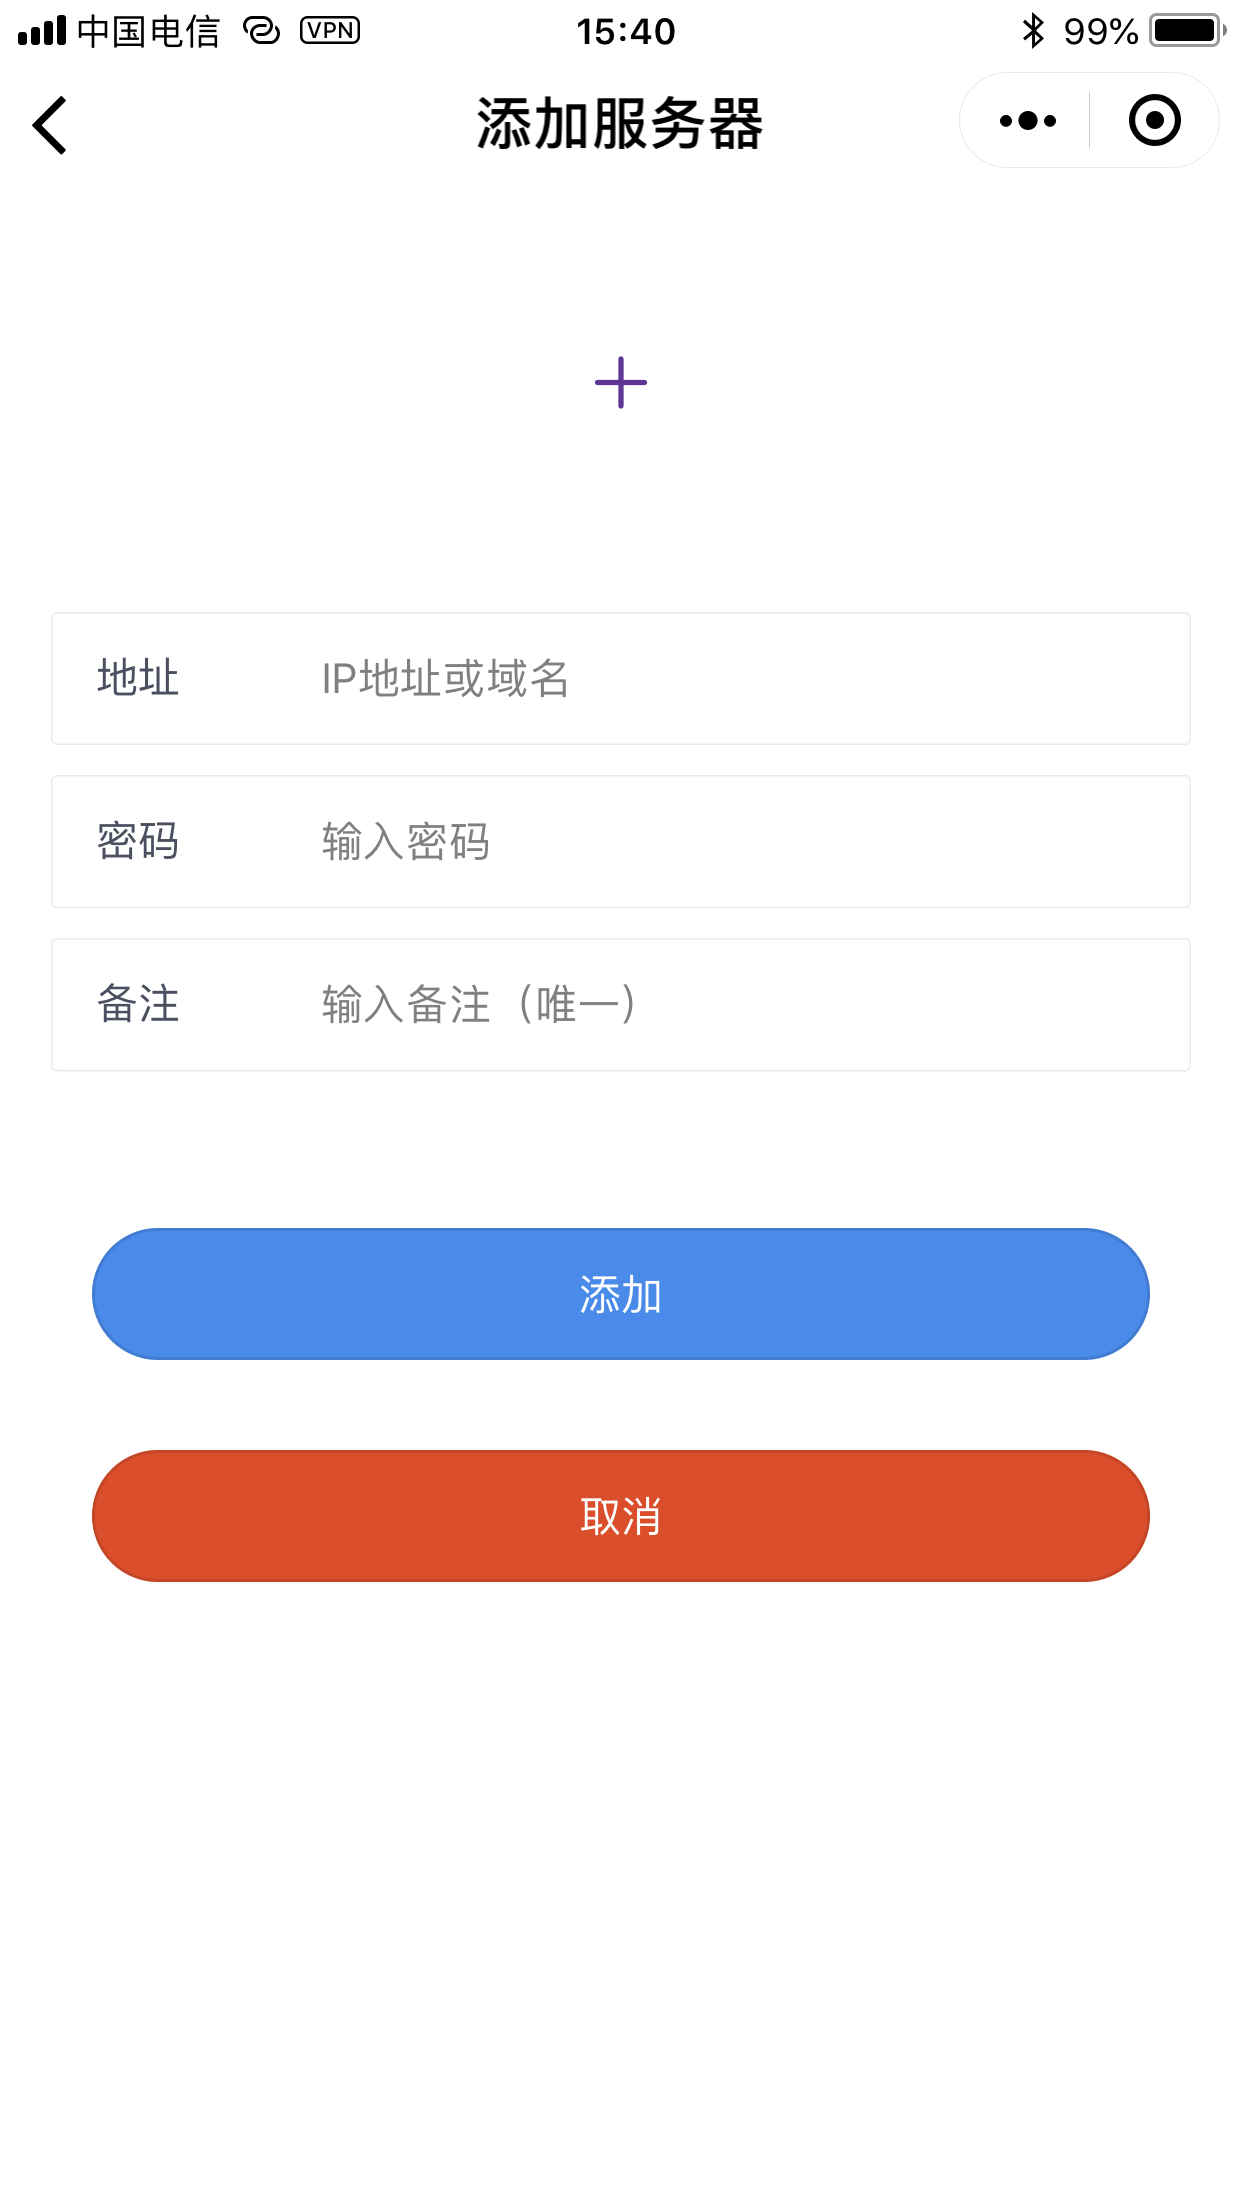 中国电信 VPN 15:40 99%
添加服务器
地址 IP地址或域名
密码 输入密码
备注 输入备注（唯一）
添加
取消